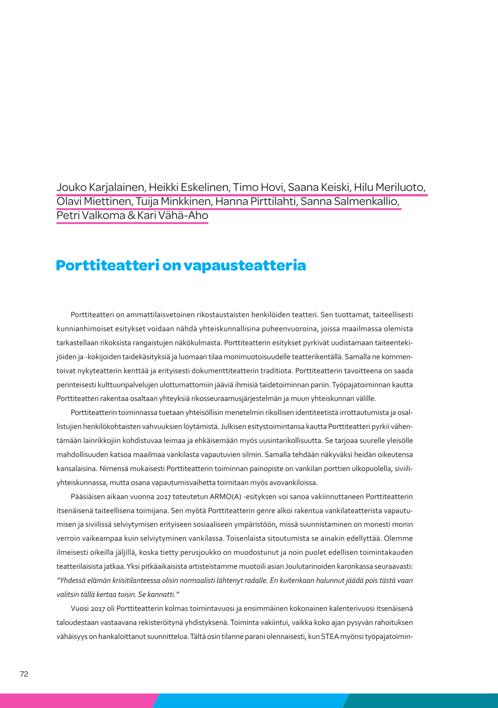 Jouko Karjalainen, Heikki Eskelinen, Timo Hovi, Saana Keiski, Hilu Meriluoto,
Olavi Miettinen, Tuija Minkkinen, Hanna Pirttilahti, Sanna Salmenkallio,
Petri Valkoma & Kari Vähä-Aho
Porttiteatteri on vapausteatteria
Porttiteatteri on ammattilaisvetoinen rikostaustaisten henkilöiden teatteri. Sen tuottamat, taiteellisesti
kunnianhimoiset esitykset voidaan nähdä yhteiskunnallisina puheenvuoroina, joissa maailmassa olemista
tarkastellaan rikoksista rangaistujen näkökulmasta. Porttiteatterin esitykset pyrkivät uudistamaan taiteenteki-
jöiden ja -kokijoiden taidekäsityksiä ja luomaan tilaa monimuotoisuudelle teatterikentällä. Samalla ne kommen-
toivat nykyteatterin kenttää ja erityisesti dokumenttiteatterin traditiota. Porttiteatterin tavoitteena on saada
perinteisesti kulttuuripalvelujen ulottumattomiin jääviä ihmisiä taidetoiminnan pariin. Työpajatoiminnan kautta
Porttiteatteri rakentaa osaltaan yhteyksiä rikosseuraamusjärjestelmän ja muun yhteiskunnan välille.
Porttiteatterin toiminnassa tuetaan yhteisöllisin menetelmin rikollisen identiteetistä irrottautumista ja osal-
listujien henkilökohtaisten vahvuuksien löytämistä. Julkisen esitystoimintansa kautta Porttiteatteri pyrkii vähen-
tämään lainrikkojiin kohdistuvaa leimaa ja ehkäisemään myös uusintarikollisuutta. Se tarjoaa suurelle yleisölle
mahdollisuuden katsoa maailmaa vankilasta vapautuvien silmin. Samalla tehdään näkyväksi heidän oikeutensa
kansalaisina. Nimensä mukaisesti Porttiteatterin toiminnan painopiste on vankilan porttien ulkopuolella, siviili-
yhteiskunnassa, mutta osana vapautumisvaihetta toimitaan myös avovankiloissa.
Pääsiäisen aikaan vuonna 2017 toteutetun ARMO(A) -esityksen voi sanoa vakiinnuttaneen Porttiteatterin
itsenäisenä taiteellisena toimijana. Sen myötä Porttiteatterin genre alkoi rakentua vankilateatterista vapautu-
misen ja siviilissä selviytymisen erityiseen sosiaaliseen ympäristöön, missä suunnistaminen on monesti monin
verroin vaikeampaa kuin selviytyminen vankilassa. Toisenlaista sitoutumista se ainakin edellyttää. Olemme
ilmeisesti oikeilla jäljillä, koska tietty perusjoukko on muodostunut ja noin puolet edellisen toimintakauden
teatterilaisista jatkaa. Yksi pitkäaikaisista artisteistamme muotoili asian Joulutarinoiden karonkassa seuraavasti:
“Yhdessä elämän kriisitilanteessa olisin normaalisti lähtenyt radalle. En kuitenkaan halunnut jäädä pois tästä vaan
valitsin tällä kertaa toisin. Se kannatti.”
Vuosi 2017 oli Porttiteatterin kolmas toimintavuosi ja ensimmäinen kokonainen kalenterivuosi itsenäisenä
taloudestaan vastaavana rekisteröitynä yhdistyksenä. Toiminta vakiintui, vaikka koko ajan pysyvän rahoituksen
vähäisyys on hankaloittanut suunnittelua. Tältä osin tilanne parani olennaisesti, kun STEA myönsi työpajatoimin-
72